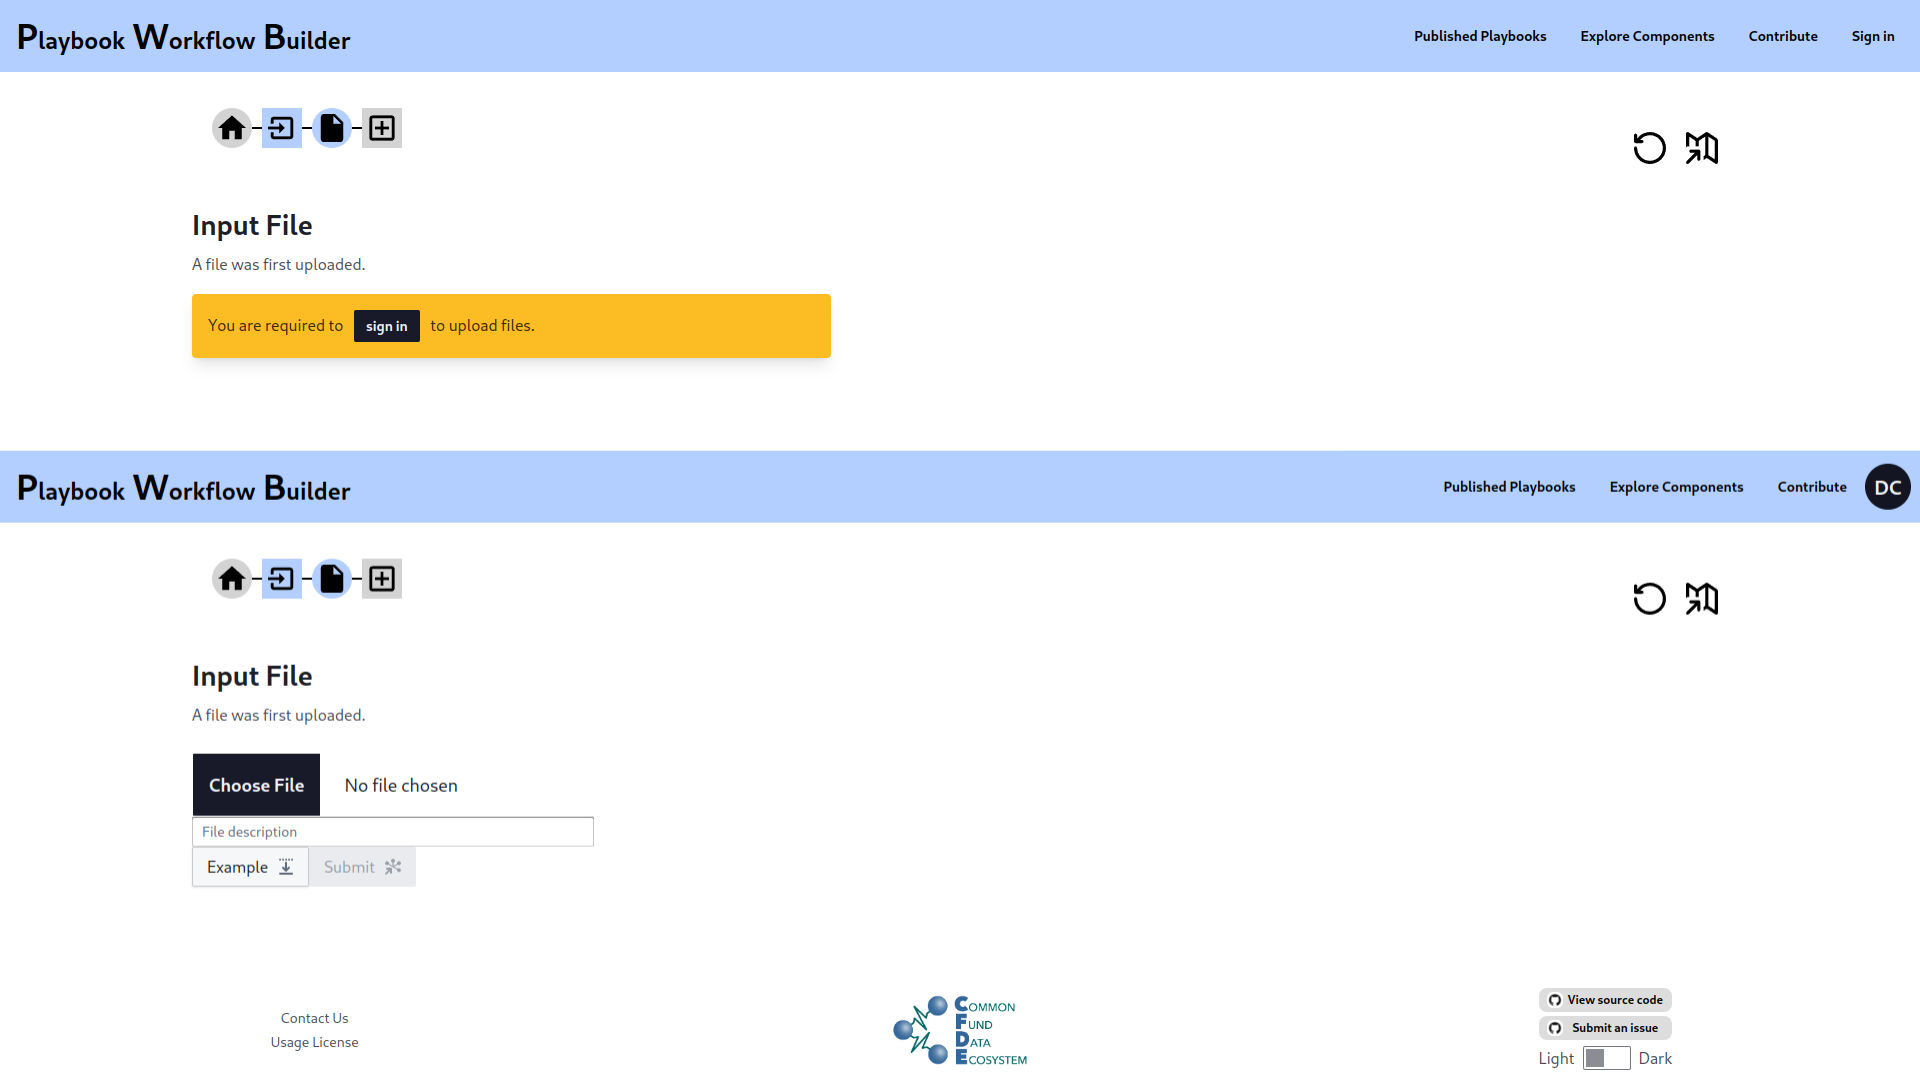 Playbook Workflow Builder
Published Playbooks
Explore Components
Contribute
Sign in
Input File
A file was first uploaded.
You are required to sign in to upload files.
Playbook Workflow Builder
Published Playbooks
Explore Components
Contribute
DC
Input File
A file was first uploaded.
Choose File No file chosen
File description
Example Submit
Contact Us
Usage License
COMMON
FUND
DATA
ECOSYSTEM
View source code
Submit an issue
Light Dark